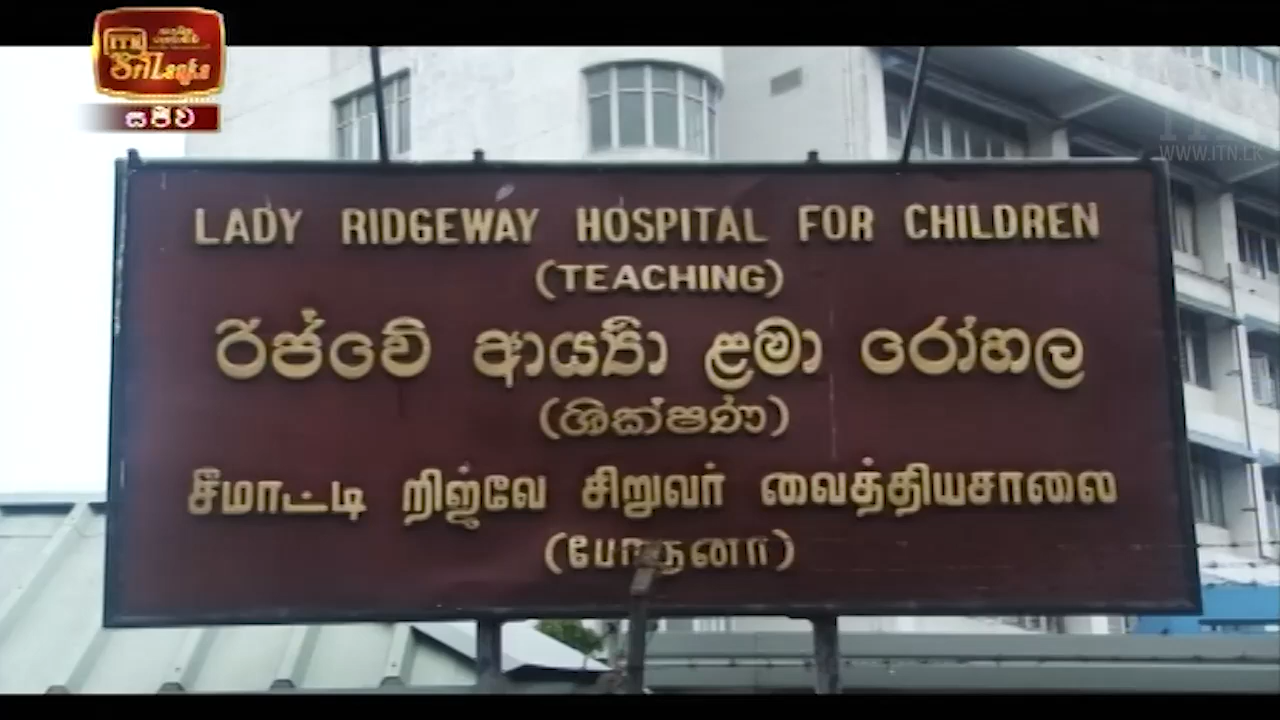 ITN
Sri Lanka
සජීවී
WWW.ITN.LK
LADY RIDGEWAY HOSPITAL FOR CHILDREN
(TEACHING)
රිජ්වේ ආර්‍ය්‍යා ළමා රෝහල
(ශික්ෂණ)
சீமாட்டி றிஜ்வே சிறுவர் வைத்தியசாலை
(போதனா)